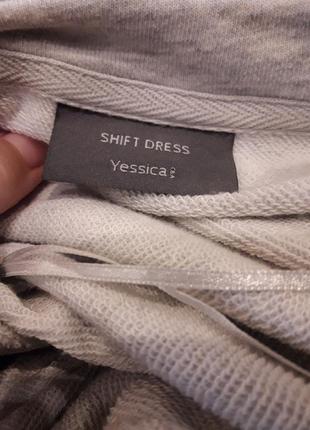 SHIFT DRESS
Yessica C&A